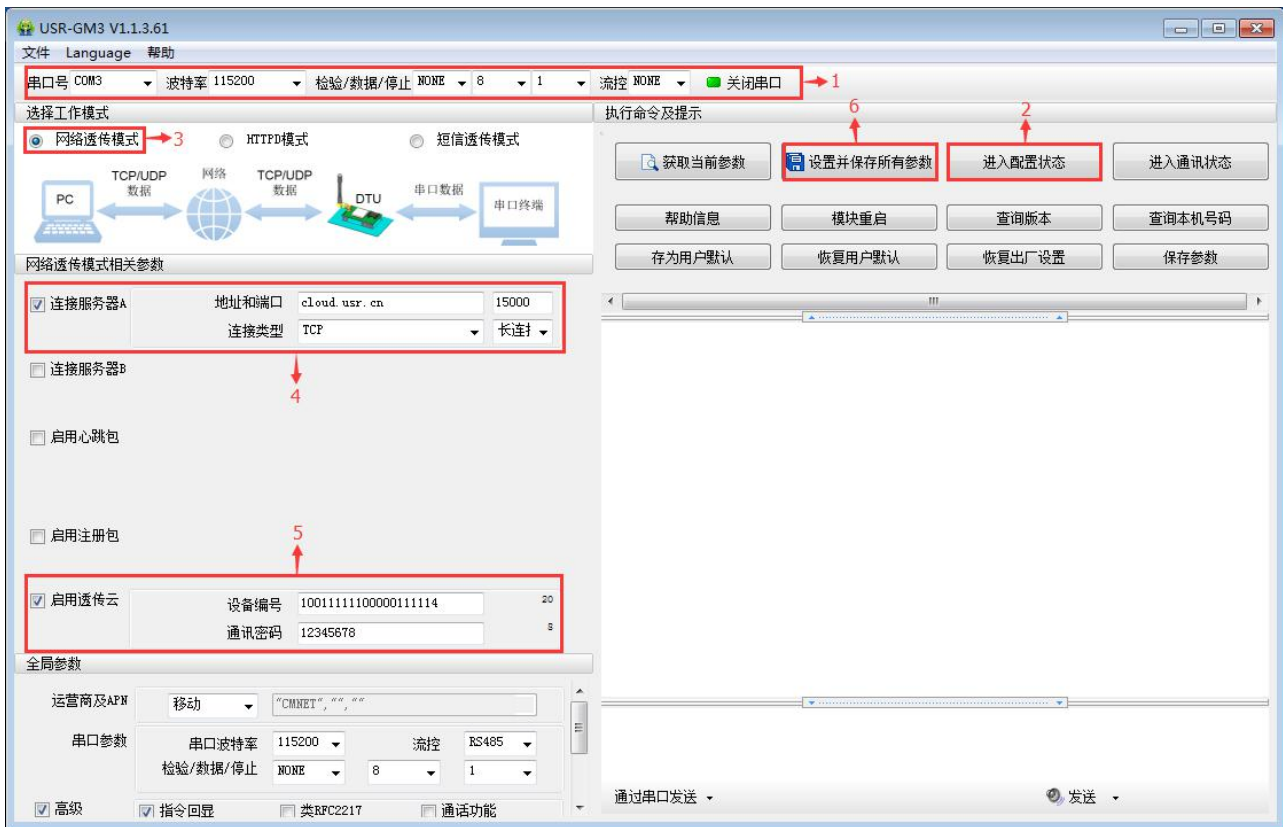 USR-GM3 V1.1.3.61
文件 Language 帮助
串口号 COM3 波特率 115200 检验/数据/停止 NONE 8 1 流控 NONE 关闭串口 1
选择工作模式
网络透传模式 3 HTTPD模式 短信透传模式
PC TCP/UDP 数据 网络 TCP/UDP 数据 DTU 串口数据 串口终端
网络透传模式相关参数
连接服务器A 地址和端口 cloud.usr.cn 15000
连接类型 TCP 长连接
4
连接服务器B
启用心跳包
启用注册包
5
启用透传云 设备编号 10011111100000111114 20
通讯密码 12345678 8
全局参数
运营商及APN 移动 "CMNET","",""
串口参数 串口波特率 115200 流控 RS485
检验/数据/停止 NONE 8 1
高级 指令回显 类RFC2217 通话功能
执行命令及提示
6 2
获取当前参数 设置并保存所有参数 进入配置状态 进入通讯状态
帮助信息 模块重启 查询版本 查询本机号码
存为用户默认 恢复用户默认 恢复出厂设置 保存参数
通过串口发送 发送